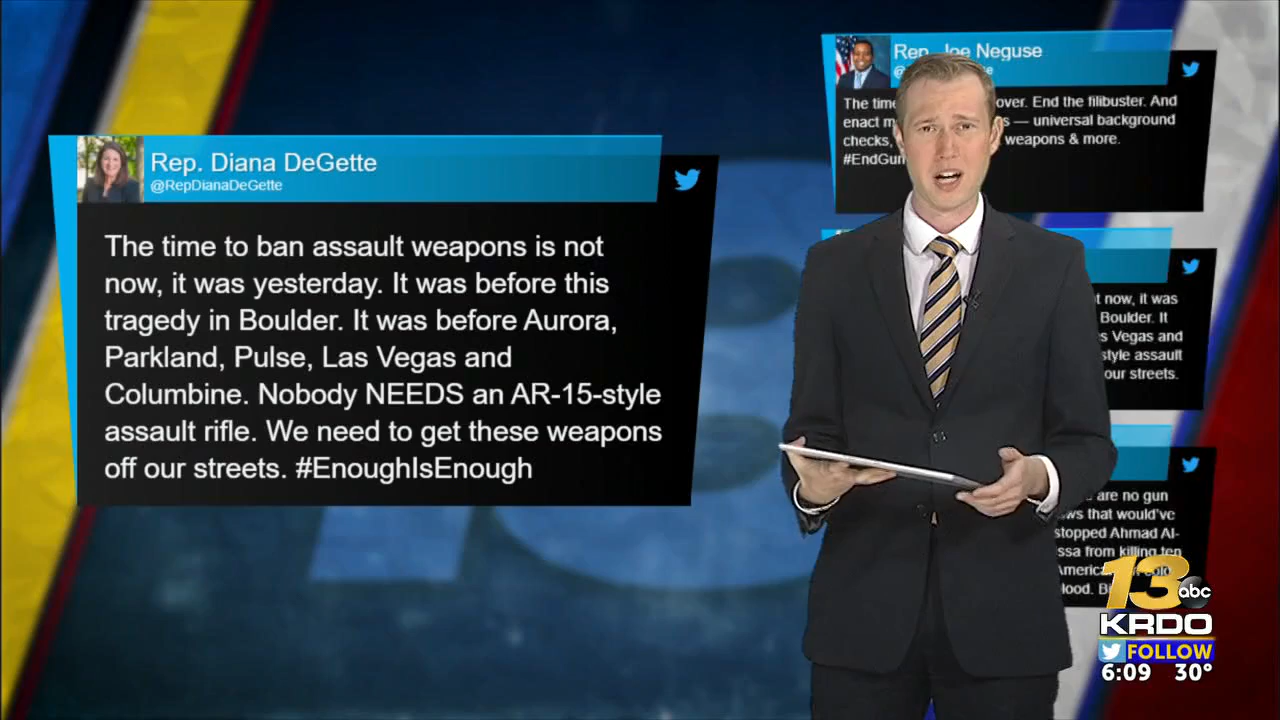 Rep. Diana DeGette
@RepDianaDeGette
The time to ban assault weapons is not
now, it was yesterday. It was before this
tragedy in Boulder. It was before Aurora,
Parkland, Pulse, Las Vegas and
Columbine. Nobody NEEDS an AR-15-style
assault rifle. We need to get these weapons
off our streets. #EnoughIsEnough
Rep. Joe Neguse
The time over. End the filibuster. And
enact — universal background
checks, weapons & more.
#EndGun
now, it was
Boulder. It
Vegas and
style assault
our streets.
are no gun
that would've
stopped Ahmad Al-
from killing ten
13 abc
KRDO
FOLLOW
6:09 30°